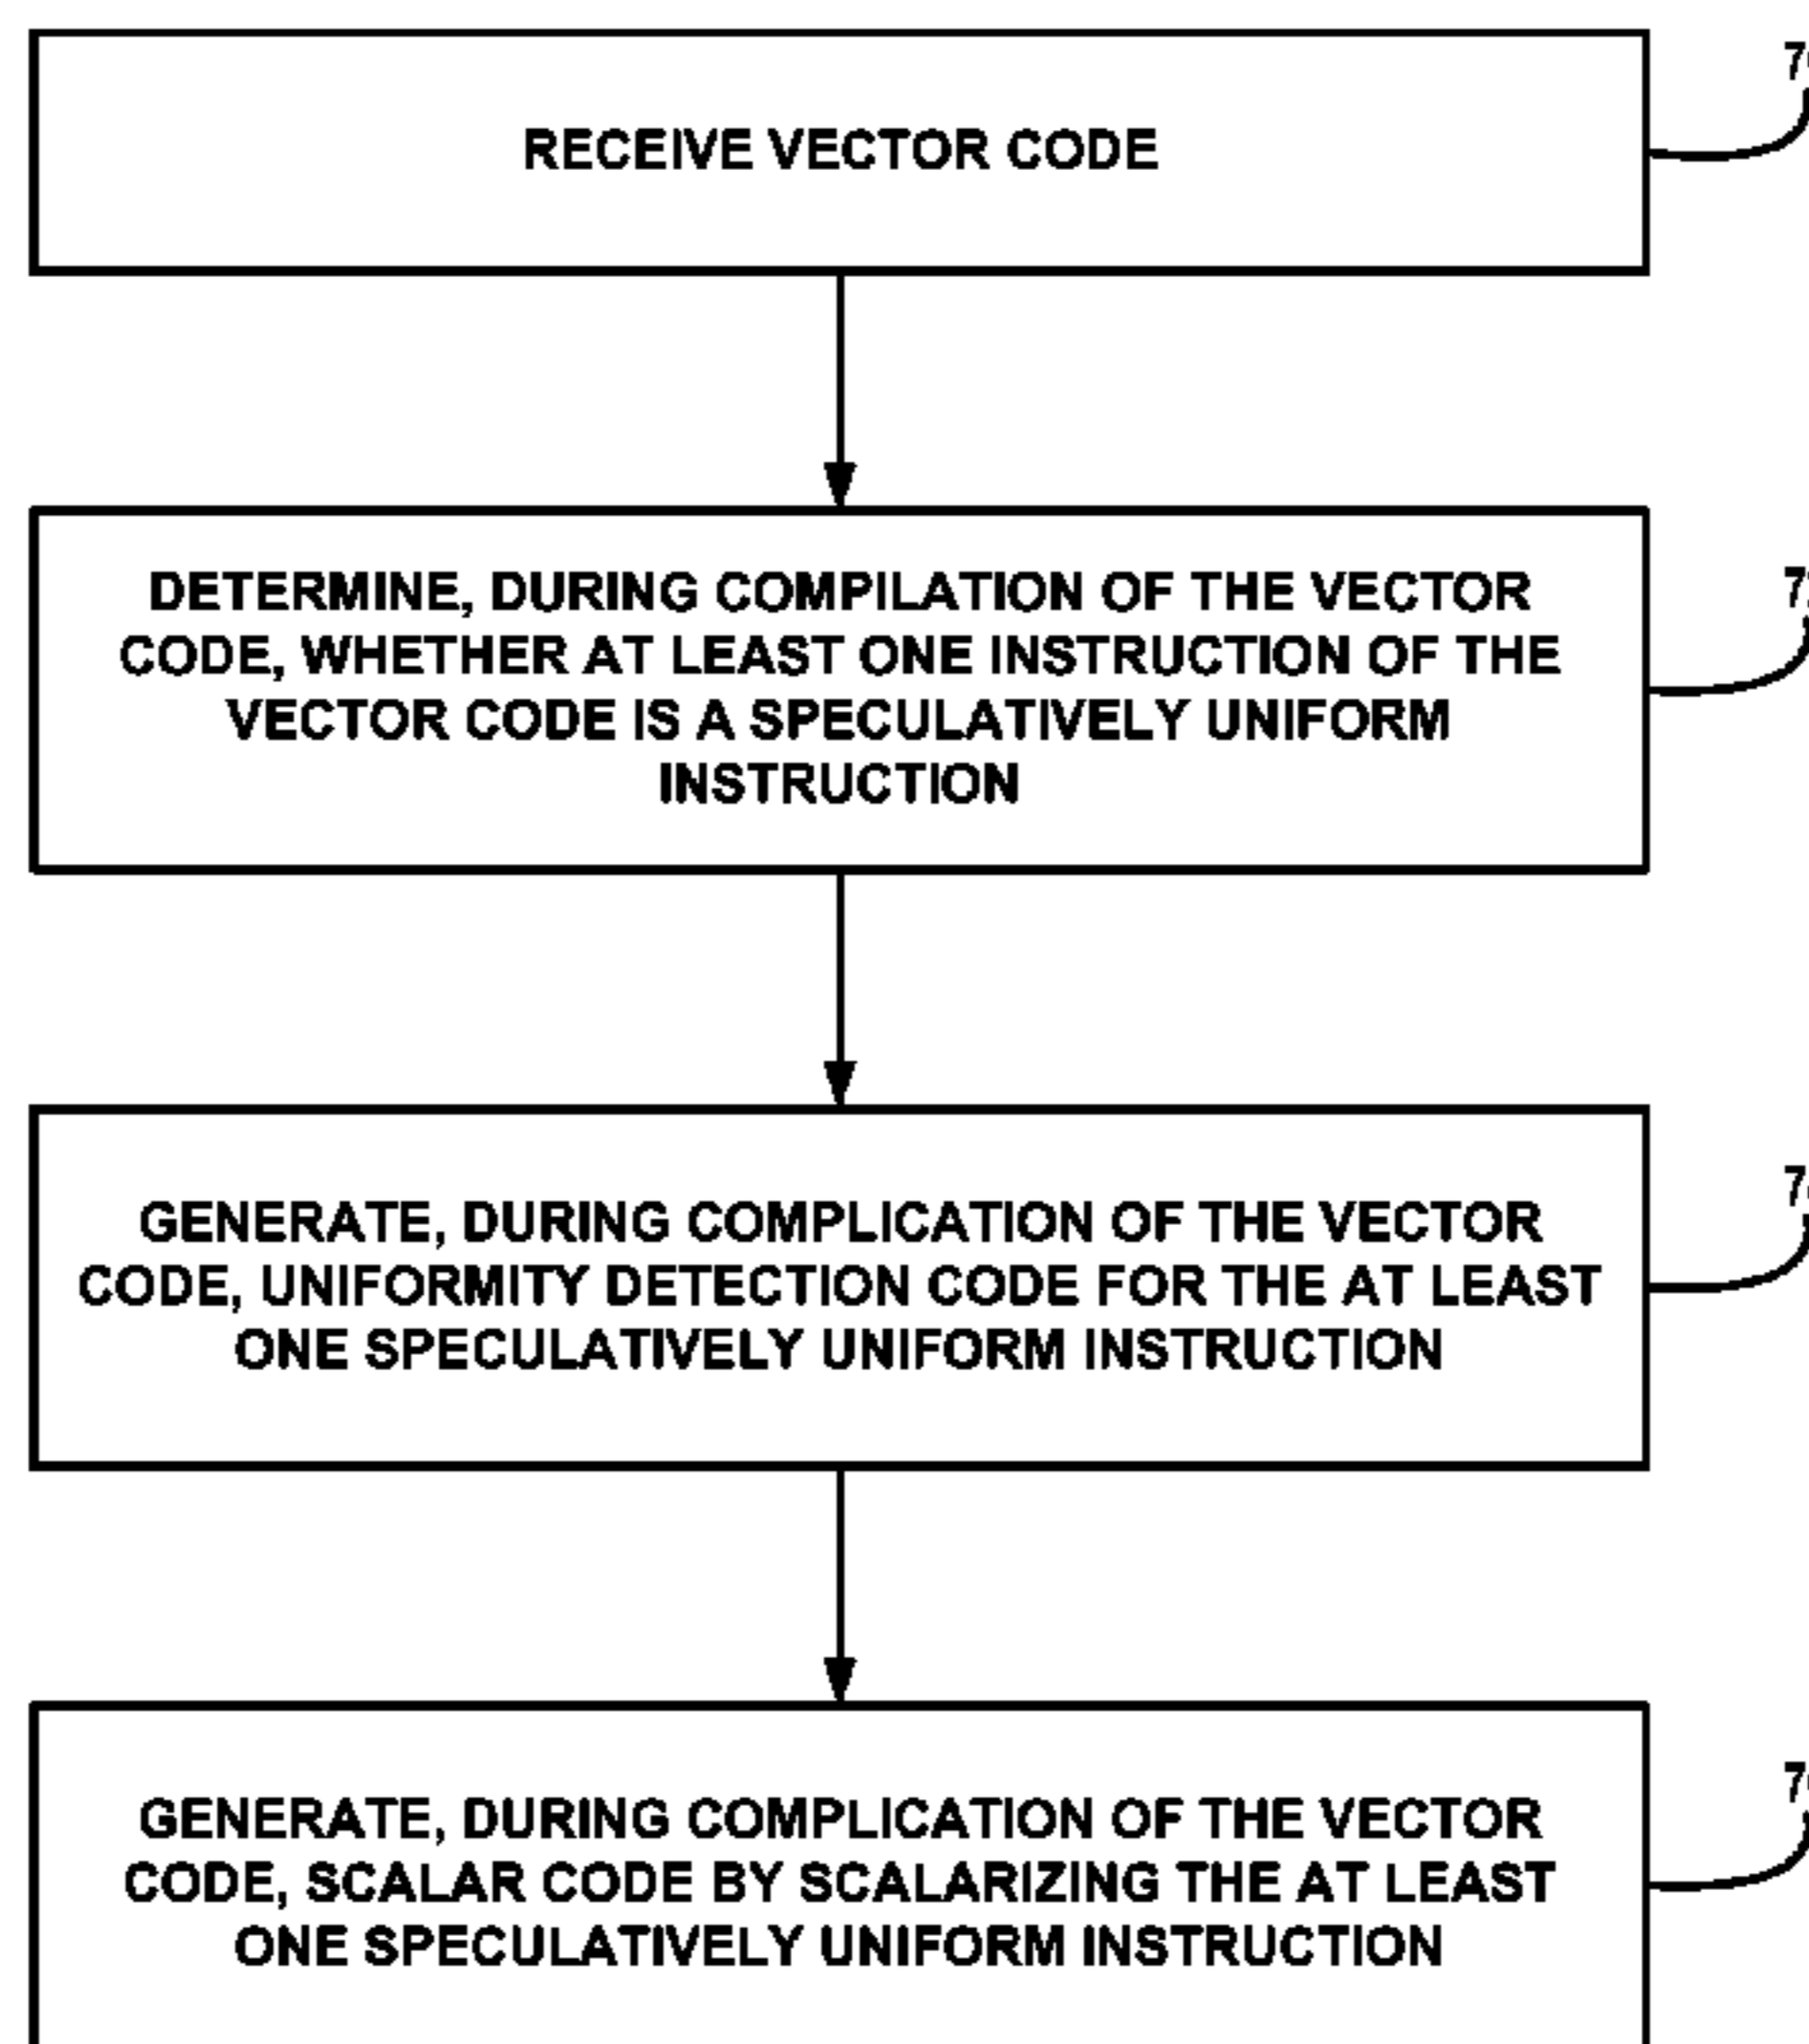 RECEIVE VECTOR CODE
DETERMINE, DURING COMPILATION OF THE VECTOR
CODE, WHETHER AT LEAST ONE INSTRUCTION OF THE
VECTOR CODE IS A SPECULATIVELY UNIFORM
INSTRUCTION
GENERATE, DURING COMPLICATION OF THE VECTOR
CODE, UNIFORMITY DETECTION CODE FOR THE AT LEAST
ONE SPECULATIVELY UNIFORM INSTRUCTION
GENERATE, DURING COMPLICATION OF THE VECTOR
CODE, SCALAR CODE BY SCALARIZING THE AT LEAST
ONE SPECULATIVELY UNIFORM INSTRUCTION